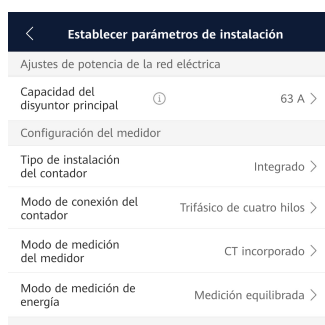 Establecer parámetros de instalación
Ajustes de potencia de la red eléctrica
Capacidad del
disyuntor principal
63 A
Configuración del medidor
Tipo de instalación
del contador
Integrado
Modo de conexión del
contador
Trifásico de cuatro hilos
Modo de medición
del medidor
CT incorporado
Modo de medición de
energía
Medición equilibrada